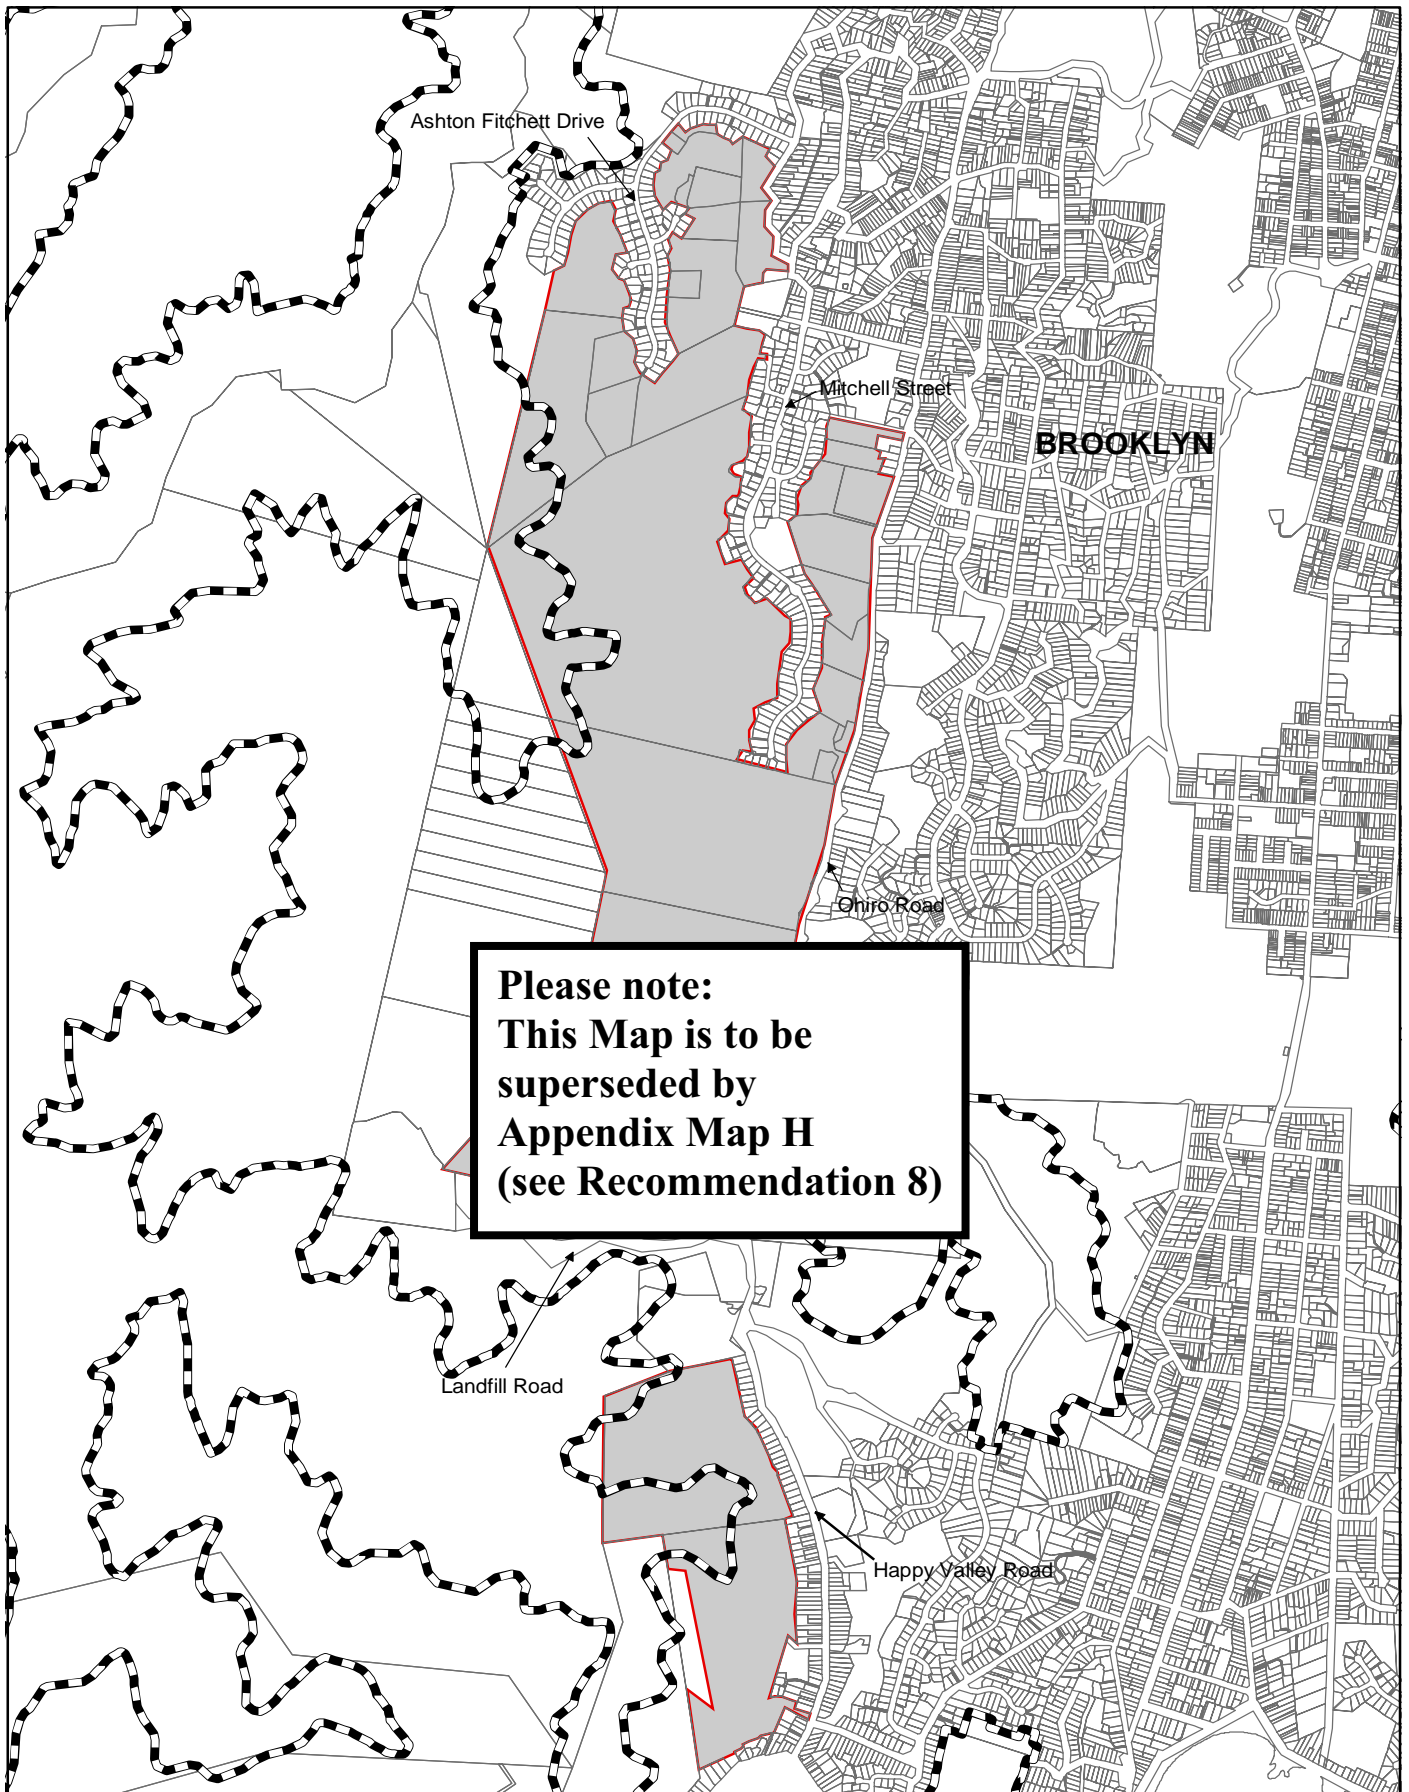 Ashton Fitchett Drive
Mitchell Street
BROOKLYN
Ohiro Road
Please note:
This Map is to be
superseded by
Appendix Map H
(see Recommendation 8)
Landfill Road
Happy Valley Road